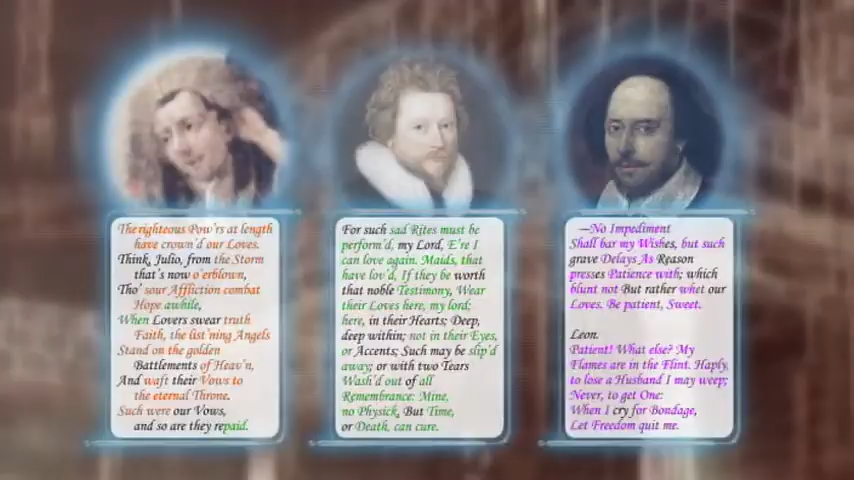 The righteous Pow'rs at length
have crown'd our Loves.
Think, Julio, from the Storm
that's now o'erblown,
Tho' sour Affliction combat
Hope awhile,
When Lovers swear truth
Faith, the list'ning Angels
Stand on the golden
Battlements of Heav'n,
And waft their Vows to
the eternal Throne.
Such were our Vows,
and so are they repaid.
For such sad Rites must be
perform'd, my Lord, E're I
can love again. Maids, that
have lov'd, If they be worth
that noble Testimony, Wear
their Loves here, my lord;
here, in their Hearts; Deep,
deep within; not in their Eyes,
or Accents; Such may be slip'd
away; or with two Tears
Wash'd out of all
Remembrance: Mine,
no Physick, But Time,
or Death, can cure.
—No Impediment
Shall bar my Wishes, but such
grave Delays As Reason
presses Patience with; which
blunt not But rather whet our
Loves. Be patient, Sweet.
Leon.
Patient! What else? My
Flames are in the Flint. Haply,
to lose a Husband I may weep;
Never, to get One:
When I cry for Bondage,
Let Freedom quit me.